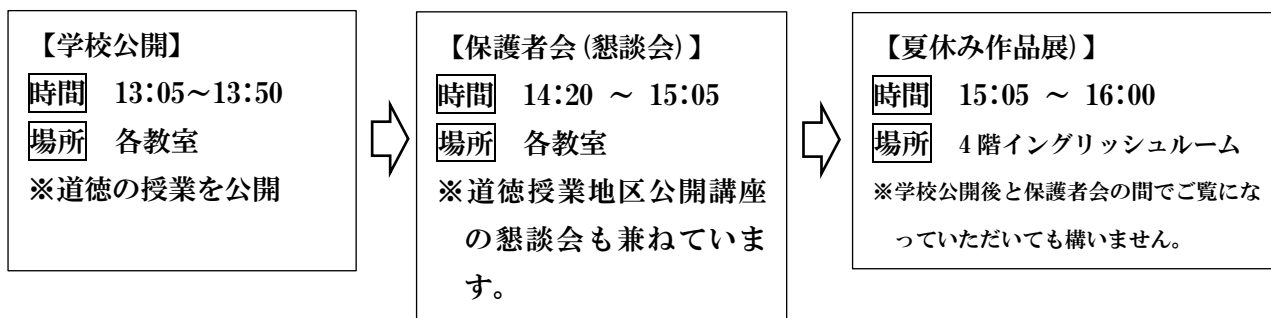 【学校公開】
時間 13:05~13:50
場所 各教室
※道徳の授業を公開
【保護者会(懇談会)】
時間 14:20 ~ 15:05
場所 各教室
※道徳授業地区公開講座
の懇談会も兼ねていま
す。
【夏休み作品展)】
時間 15:05 ~ 16:00
場所 4階イングリッシュルーム
※学校公開後と保護者会の間でご覧にな
っていただいても構いません。